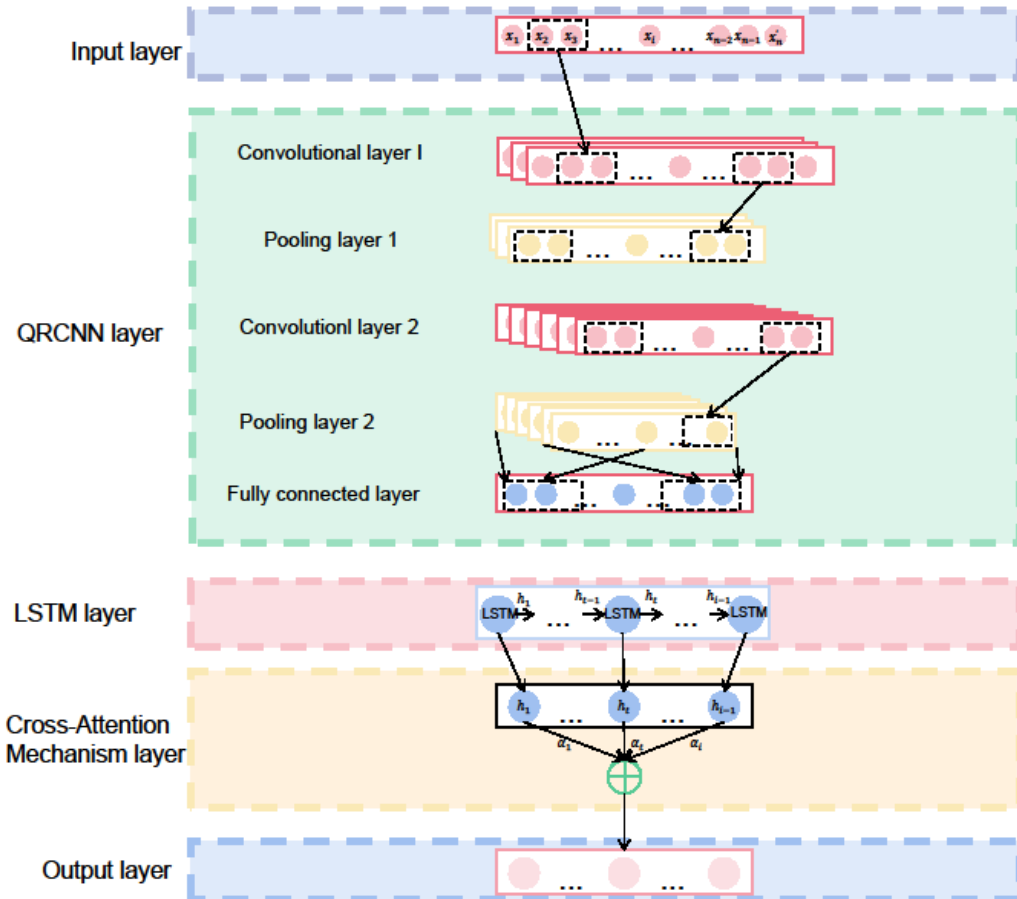 Input layer
x₁ x₂ x₃ ... xᵢ ... xₙ₋₂ xₙ₋₁ xₙ
Convolutional layer I
... ...
Pooling layer 1
... ...
QRCNN layer
Convolutionl layer 2
... ...
Pooling layer 2
... ...
Fully connected layer
... ...
LSTM layer
LSTM h₁ ... hₜ₋₁ LSTM hₜ ... hᵢ₋₁ LSTM
Cross-Attention
Mechanism layer
h₁ ... hₜ ... hᵢ₋₁
α₁ αₜ αᵢ
Output layer
... ...